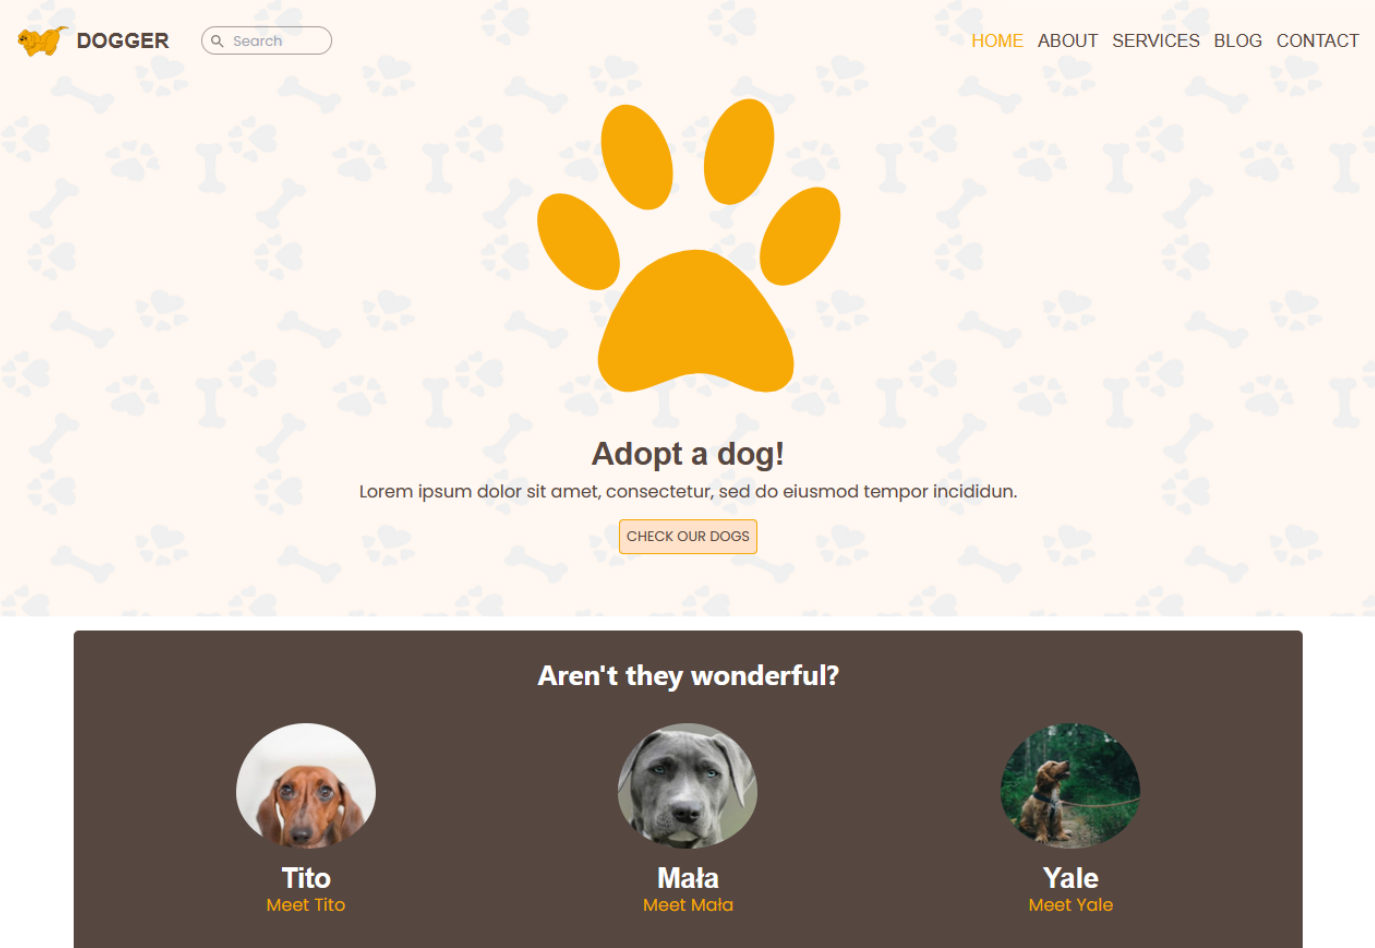 DOGGER
Search
HOME ABOUT SERVICES BLOG CONTACT
Adopt a dog!
Lorem ipsum dolor sit amet, consectetur, sed do eiusmod tempor incididun.
CHECK OUR DOGS
Aren't they wonderful?
Tito
Meet Tito
Mała
Meet Mała
Yale
Meet Yale